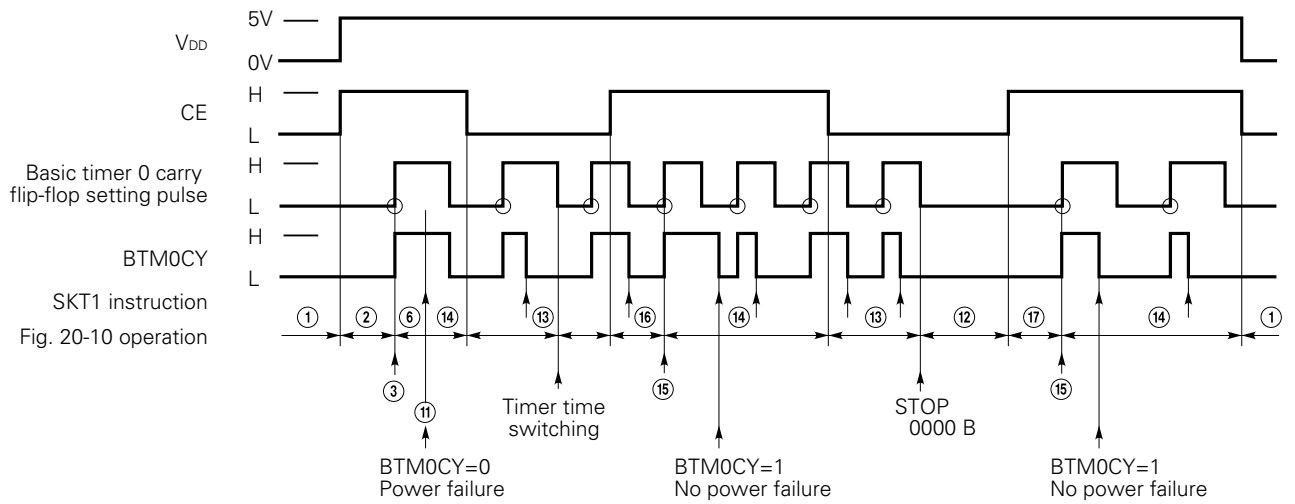 5V
VDD
0V
H
CE
L
H
Basic timer 0 carry
flip-flop setting pulse
L
H
BTM0CY
L
SKT1 instruction
① ② ⑥ ⑭ ⑬ ⑯ ⑭ ⑬ ⑫ ⑰ ⑭ ①
Fig. 20-10 operation
③ ⑮ ⑮
⑪
Timer time
switching
STOP
0000 B
BTM0CY=0
Power failure
BTM0CY=1
No power failure
BTM0CY=1
No power failure